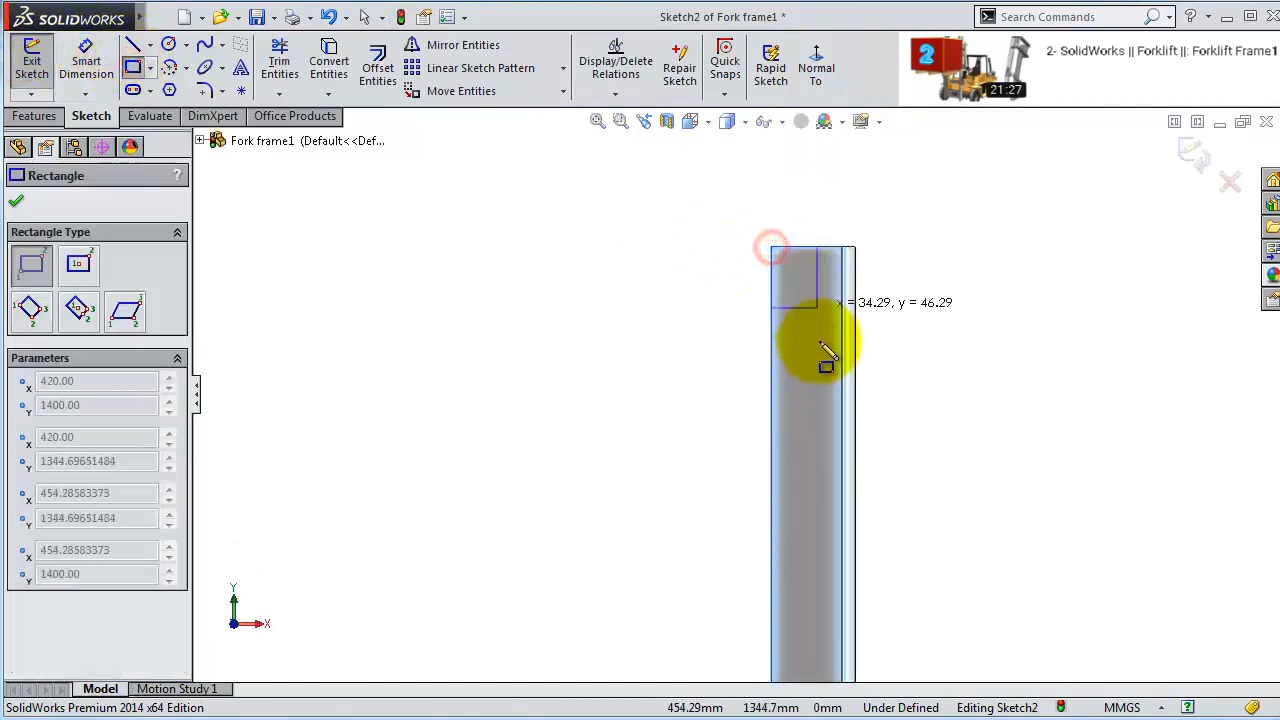 SOLIDWORKS
Sketch2 of Fork frame1 *
Search Commands
?
Exit Sketch
Smart Dimension
Trim Entities
Convert Entities
Offset Entities
Mirror Entities
Linear Sketch Pattern
Move Entities
Display/Delete Relations
Repair Sketch
Quick Snaps
Rapid Sketch
Normal To
2
21:27
2- SolidWorks || Forklift ||: Forklift Frame1
Features
Sketch
Evaluate
DimXpert
Office Products
Fork frame1 (Default<<Def...
Rectangle
?
Rectangle Type
Parameters
x 420.00
Y 1400.00
x 420.00
Y 1344.69651484
x 454.28583373
Y 1344.69651484
x 454.28583373
Y 1400.00
x = 34.29, y = 46.29
Y
X
Model
Motion Study 1
SolidWorks Premium 2014 x64 Edition
454.29mm
1344.7mm
0mm
Under Defined
Editing Sketch2
MMGS
?